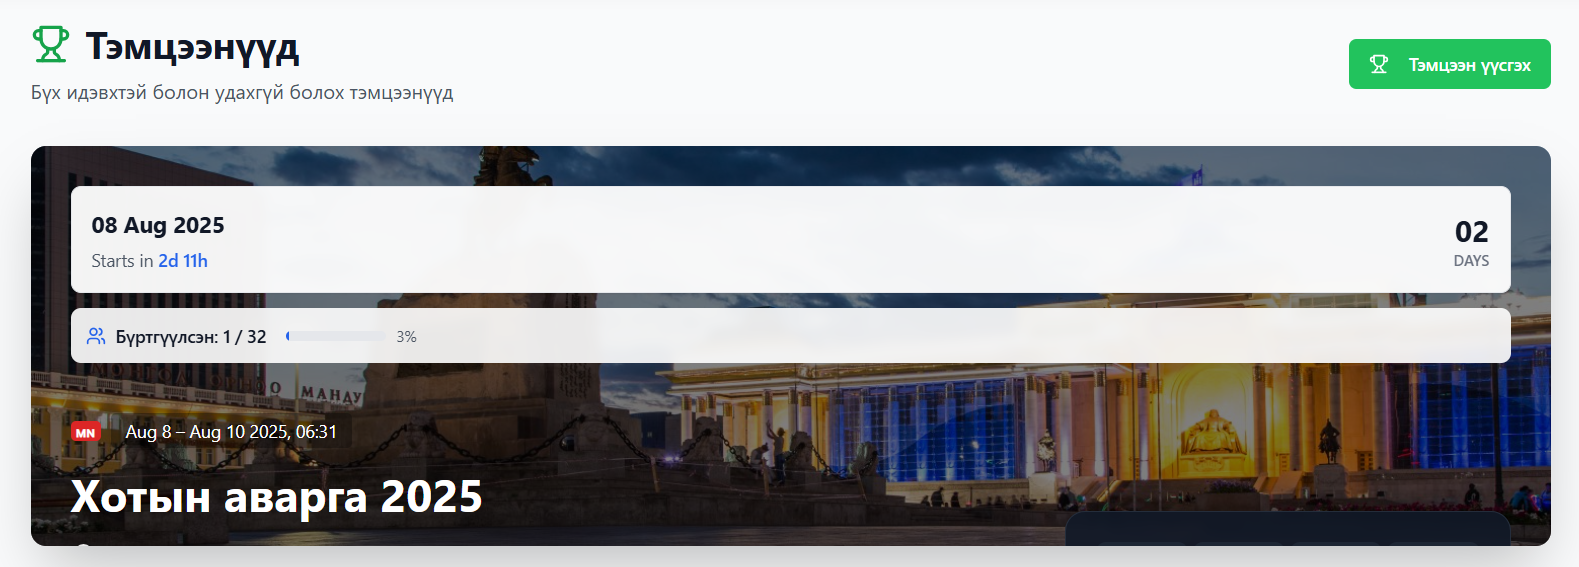 Тэмцээнүүд
Бүх идэвхтэй болон удахгүй болох тэмцээнүүд
Тэмцээн үүсгэх
08 Aug 2025
Starts in 2d 11h
02
DAYS
Бүртгүүлсэн: 1 / 32
3%
МАНДУ
MN
Aug 8 – Aug 10 2025, 06:31
Хотын аварга 2025